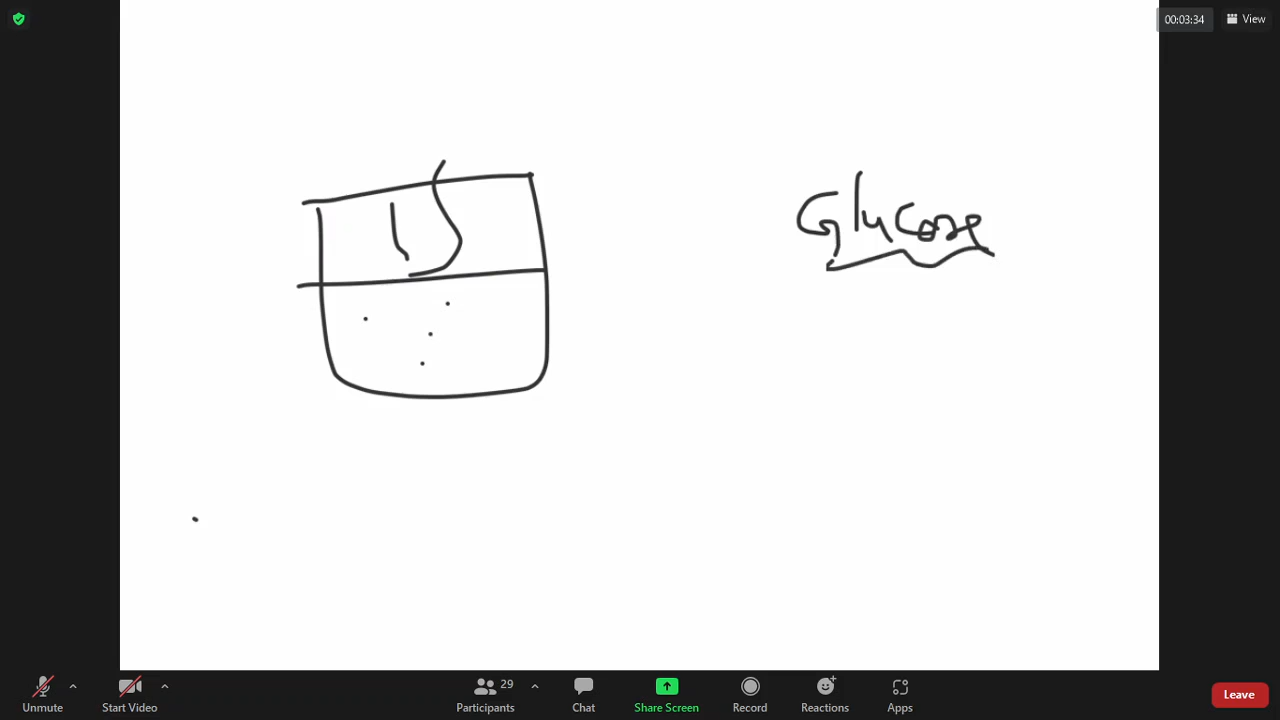 00:03:34
View
Glucose
Unmute
Start Video
29
Participants
Chat
Share Screen
Record
Reactions
Apps
Leave